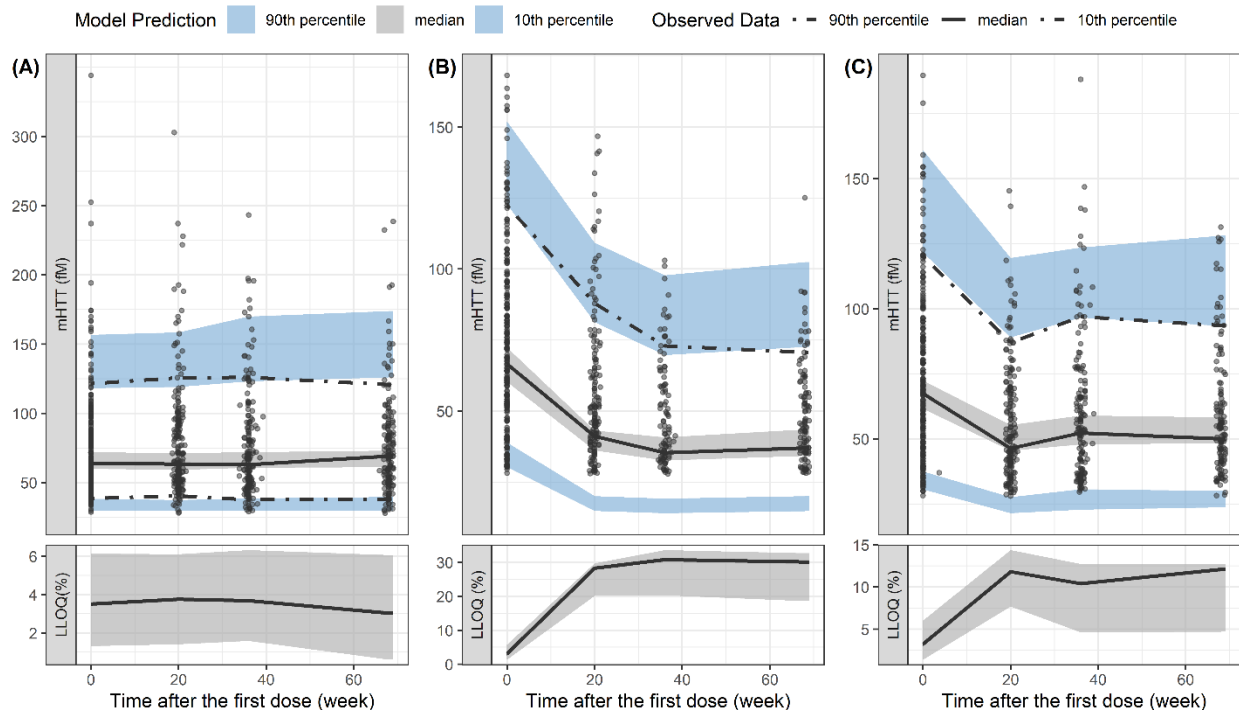 Model Prediction 90th percentile median 10th percentile Observed Data 90th percentile median 10th percentile
(A)
mHTT (fM)
300
250
200
150
100
50
LLOQ(%)
6
4
2
0 20 40 60
Time after the first dose (week)
(B)
mHTT (fM)
150
100
50
LLOQ (%)
30
20
10
0
0 20 40 60
Time after the first dose (week)
(C)
mHTT (fM)
150
100
50
LLOQ (%)
15
10
5
0 20 40 60
Time after the first dose (week)